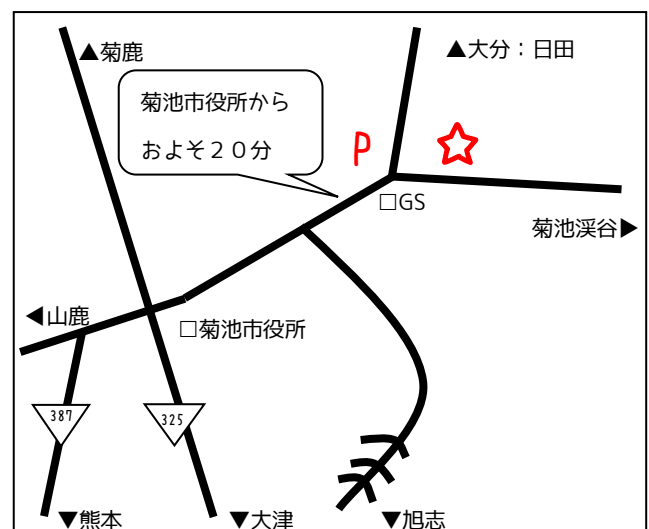 ▲菊鹿
▲大分：日田
菊池市役所から
およそ２０分
P
□GS
菊池渓谷▶
◀山鹿
□菊池市役所
387
325
▼熊本
▼大津
▼旭志